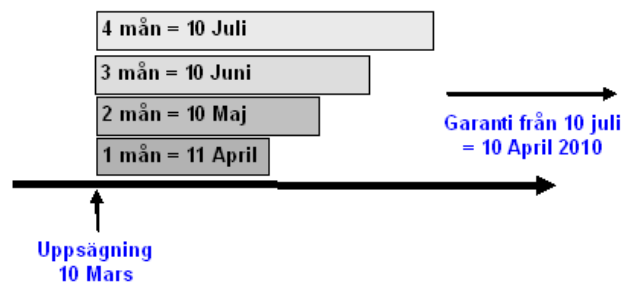 4 mån = 10 Juli
3 mån = 10 Juni
2 mån = 10 Maj
1 mån = 11 April
Garanti från 10 juli
= 10 April 2010
Uppsägning
10 Mars